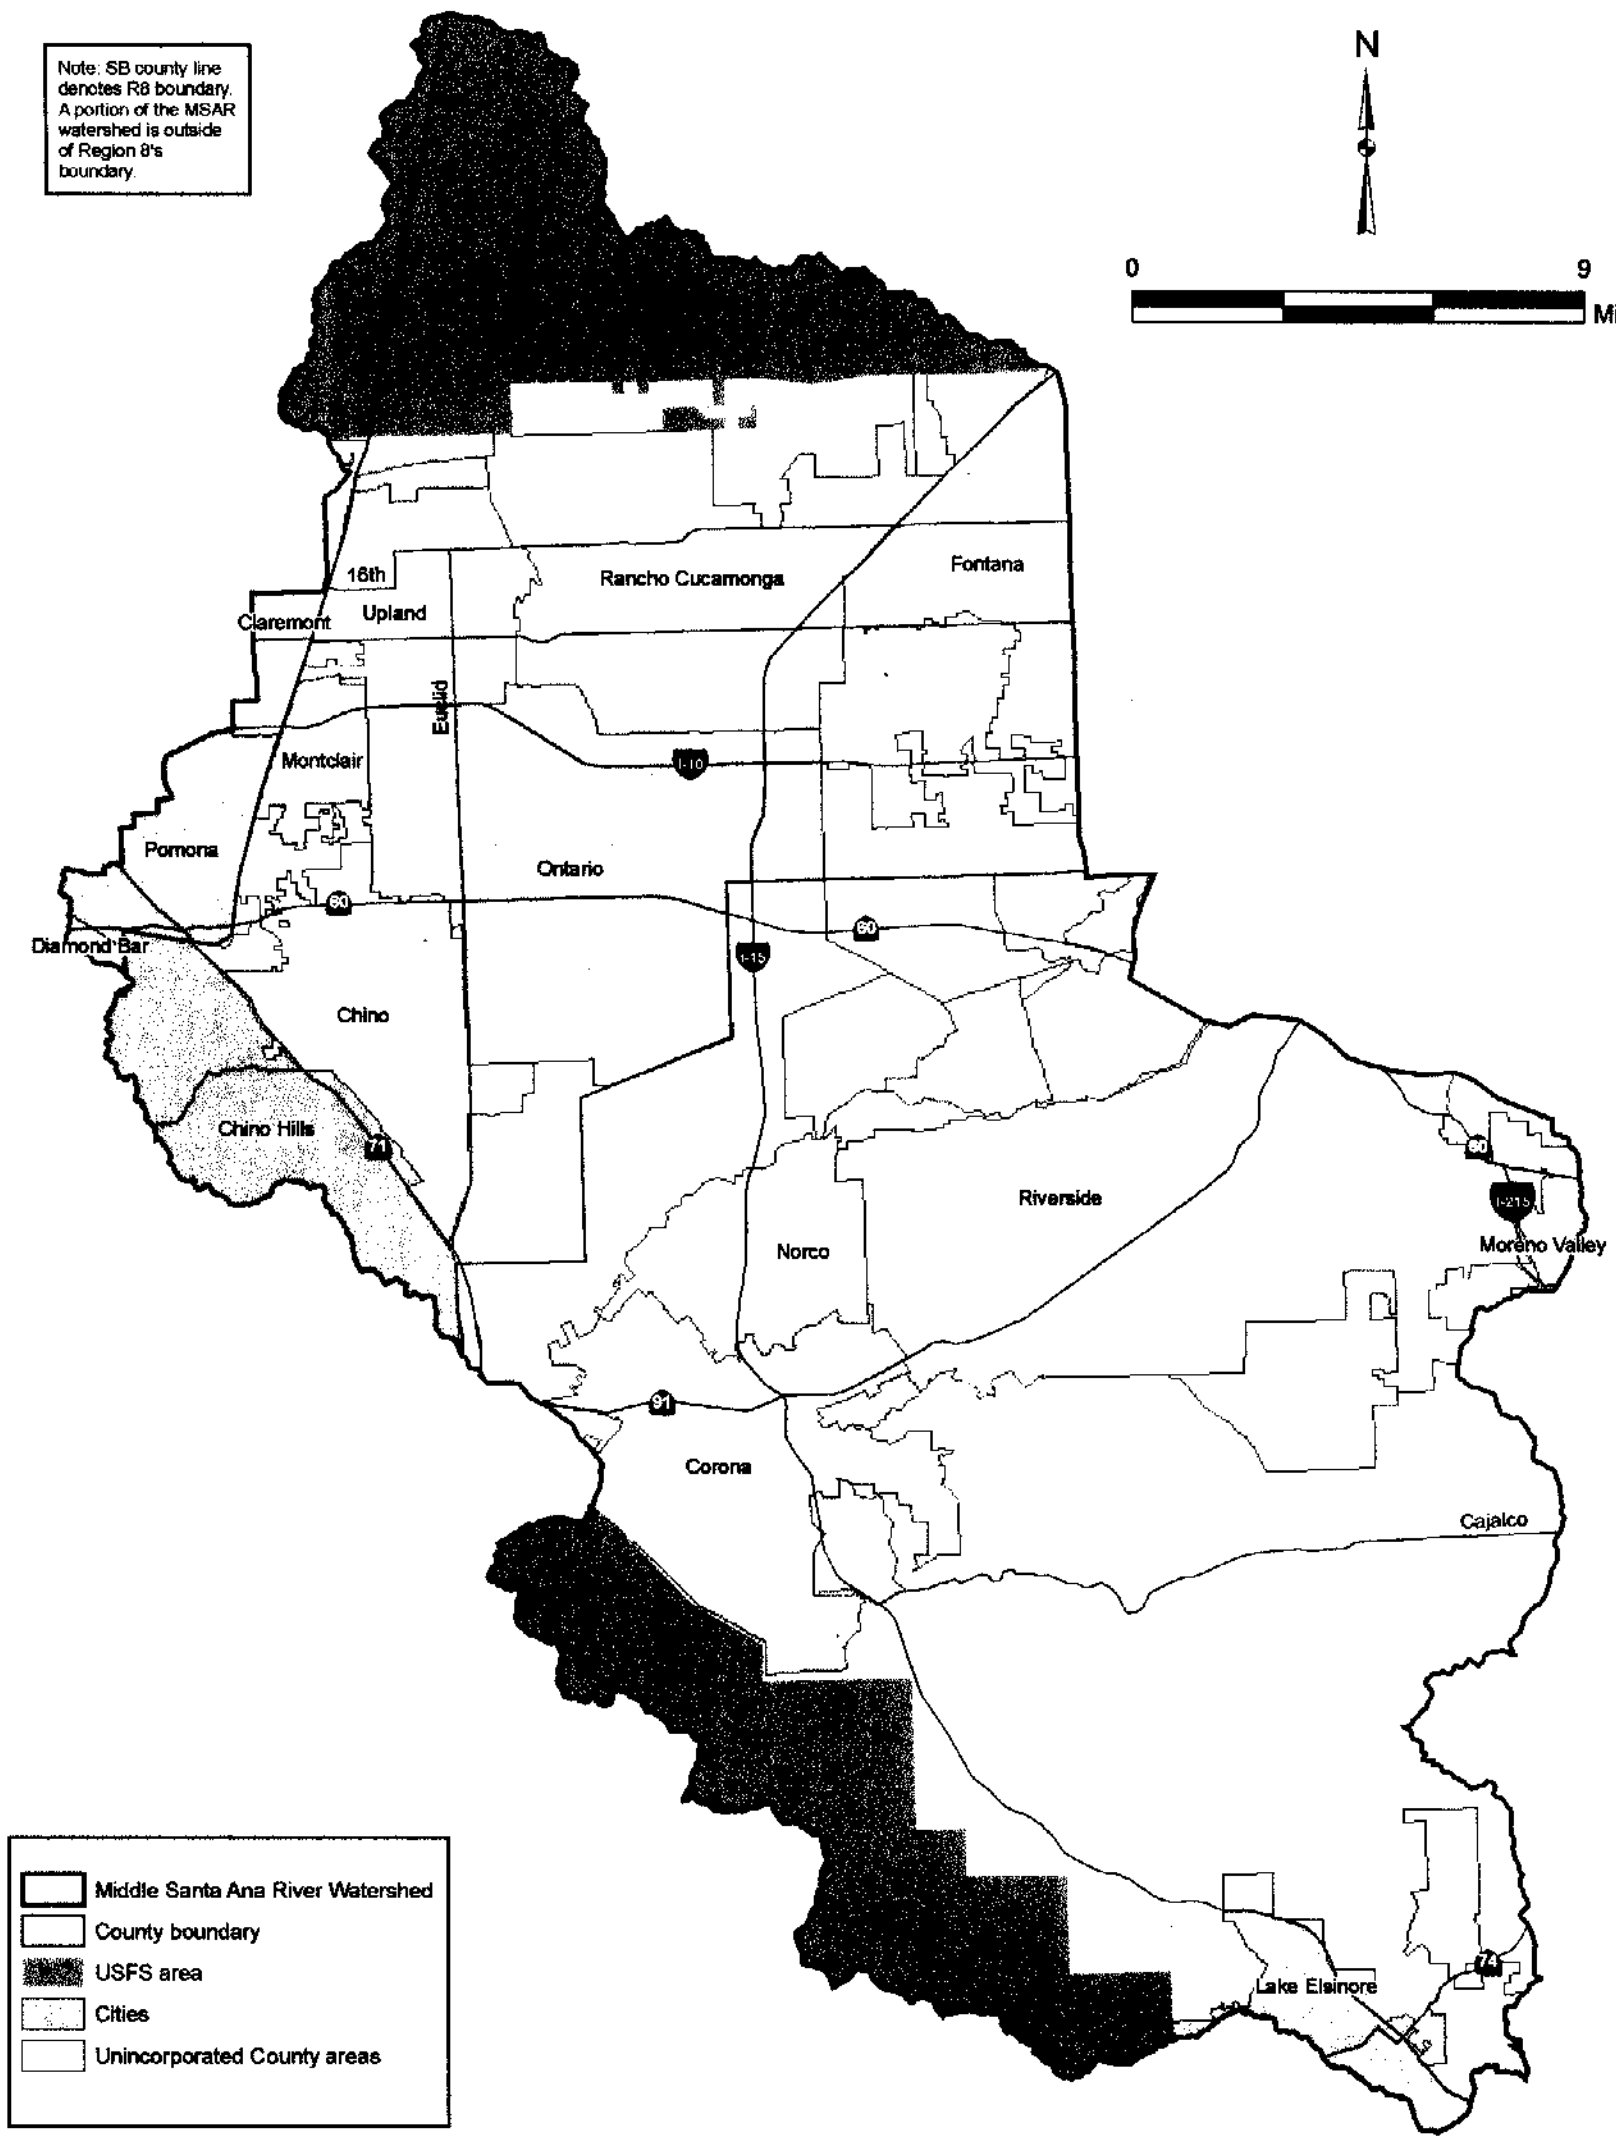 Note: SB county line
denotes R8 boundary.
A portion of the MSAR
watershed is outside
of Region 8's
boundary.
N
0 9
Mi
16th
Rancho Cucamonga
Fontana
Claremont
Upland
Euclid
Montclair
I-10
Pomona
Ontario
60
60
Diamond Bar
I-15
Chino
Chino Hills
71
60
Riverside
I-215
Norco
Moreno Valley
91
Corona
Cajalco
74
Lake Elsinore
Middle Santa Ana River Watershed
County boundary
USFS area
Cities
Unincorporated County areas